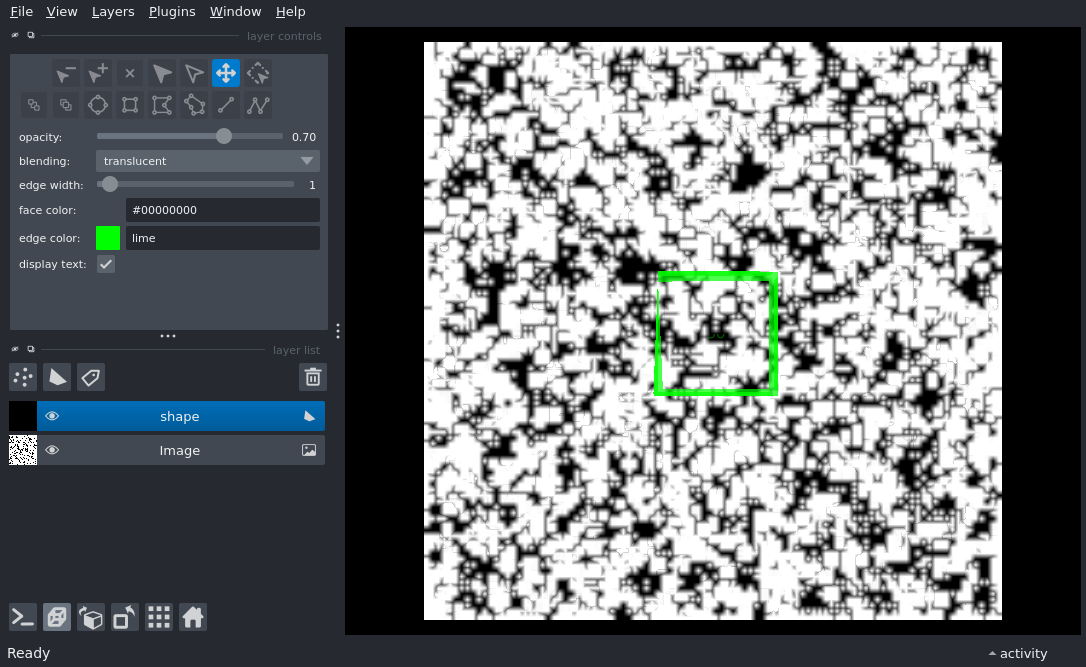 File View Layers Plugins Window Help
layer controls
opacity: 0.70
blending: translucent
edge width: 1
face color: #00000000
edge color: lime
display text:
layer list
shape
Image
Ready
activity